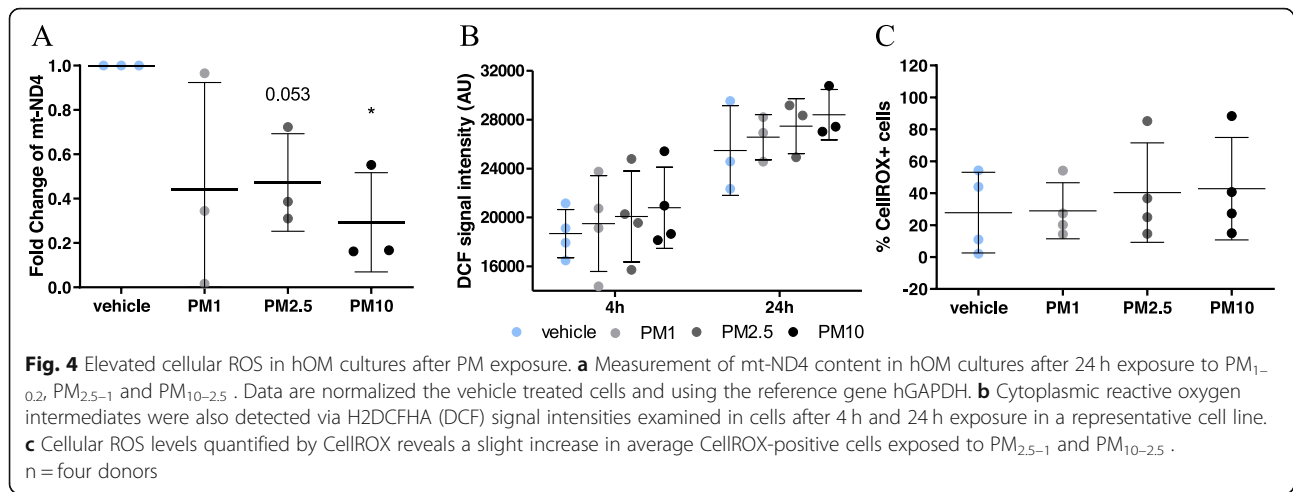 A
Fold Change of mt-ND4
1.0
0.8
0.6
0.4
0.2
0.0
0.053
*
vehicle PM1 PM2.5 PM10
B
DCF signal intensity (AU)
32000
28000
24000
20000
16000
4h 24h
vehicle PM1 PM2.5 PM10
C
% CellROX+ cells
120
100
80
60
40
20
0
-20
vehicle PM1 PM2.5 PM10
Fig. 4 Elevated cellular ROS in hOM cultures after PM exposure. a Measurement of mt-ND4 content in hOM cultures after 24 h exposure to PM1–
0.2, PM2.5–1 and PM10–2.5 . Data are normalized the vehicle treated cells and using the reference gene hGAPDH. b Cytoplasmic reactive oxygen
intermediates were also detected via H2DCFHA (DCF) signal intensities examined in cells after 4 h and 24 h exposure in a representative cell line.
c Cellular ROS levels quantified by CellROX reveals a slight increase in average CellROX-positive cells exposed to PM2.5–1 and PM10–2.5 .
n = four donors